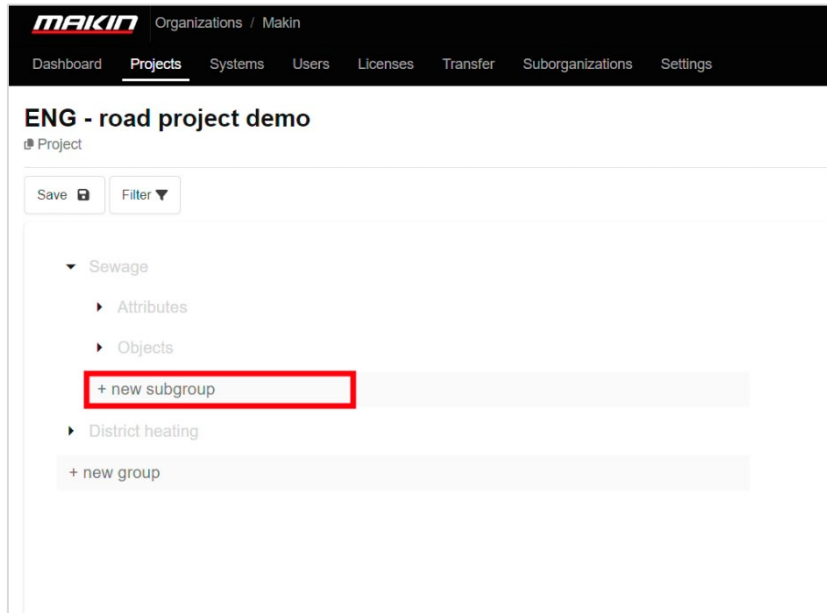 MAKIN Organizations / Makin
Dashboard Projects Systems Users Licenses Transfer Suborganizations Settings
ENG - road project demo
Project
Save Filter
Sewage
Attributes
Objects
+ new subgroup
District heating
+ new group